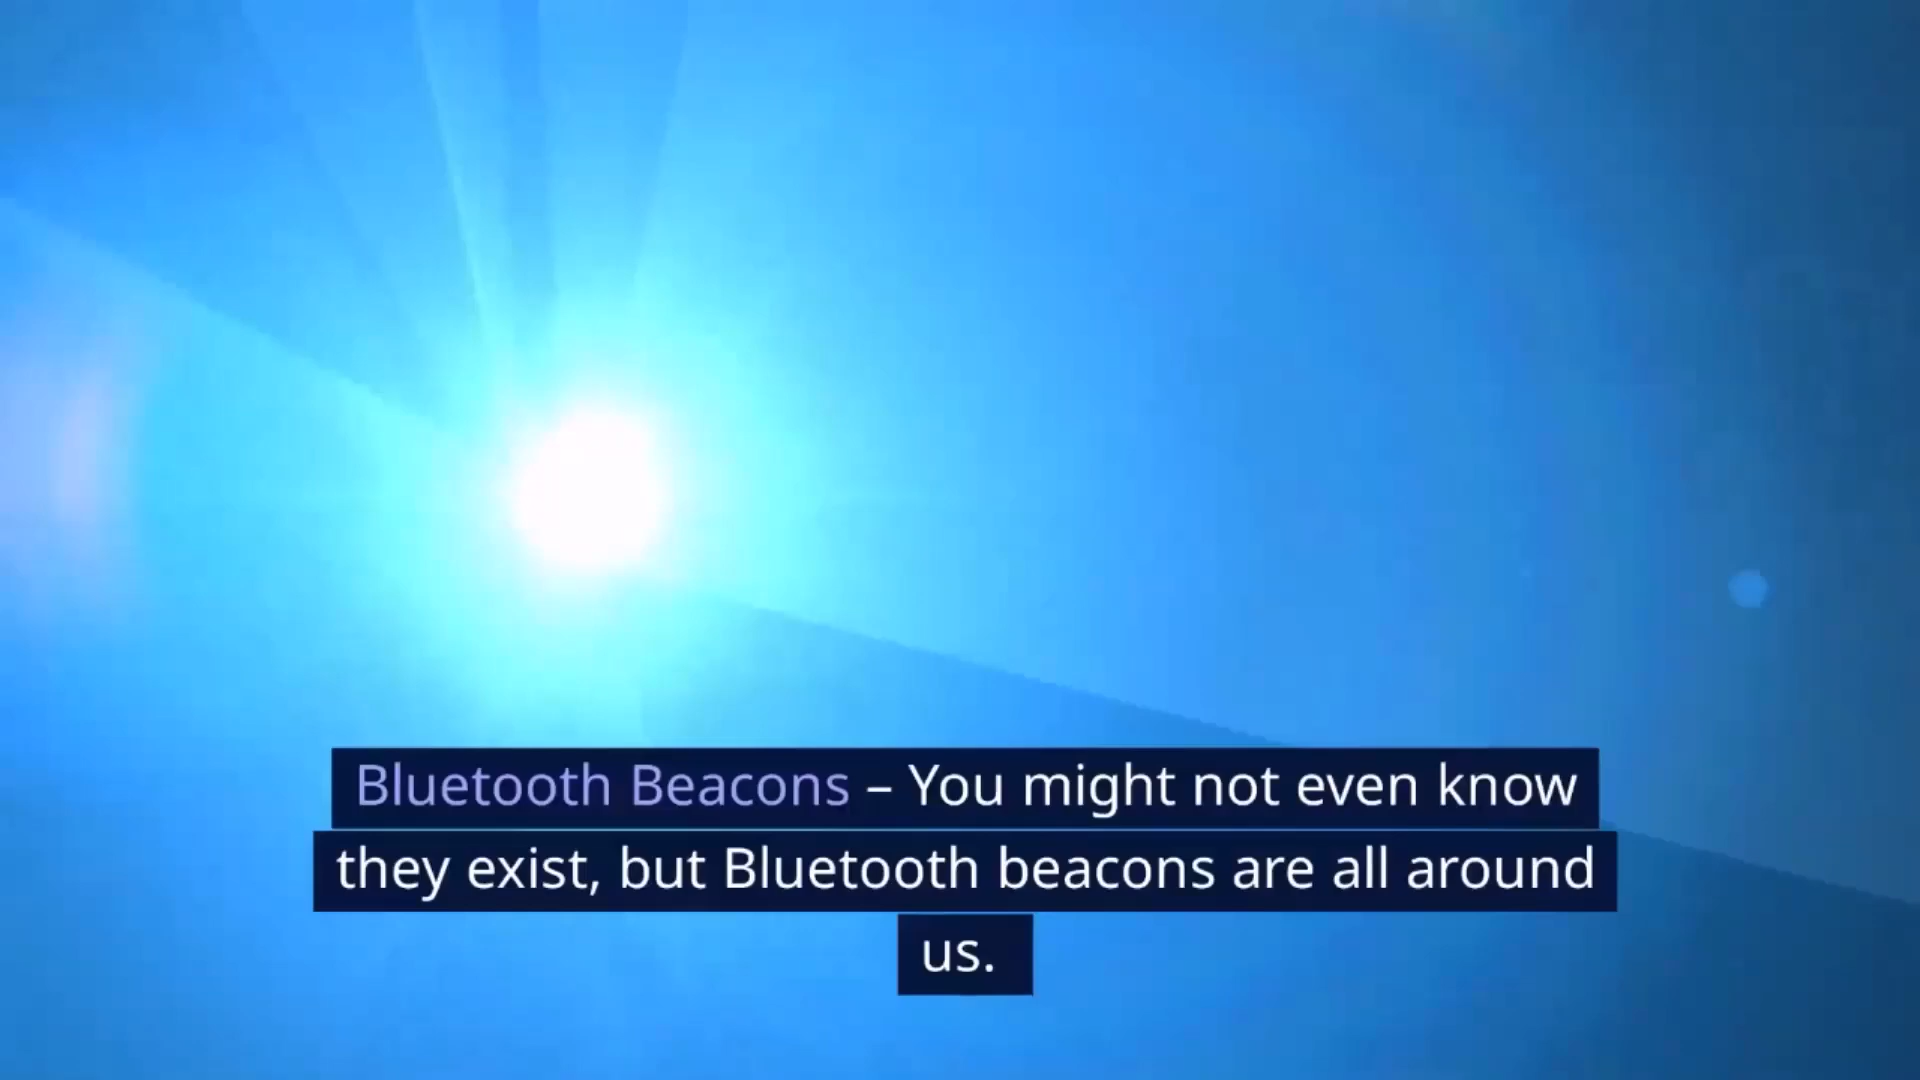 Bluetooth Beacons – You might not even know
they exist, but Bluetooth beacons are all around
us.